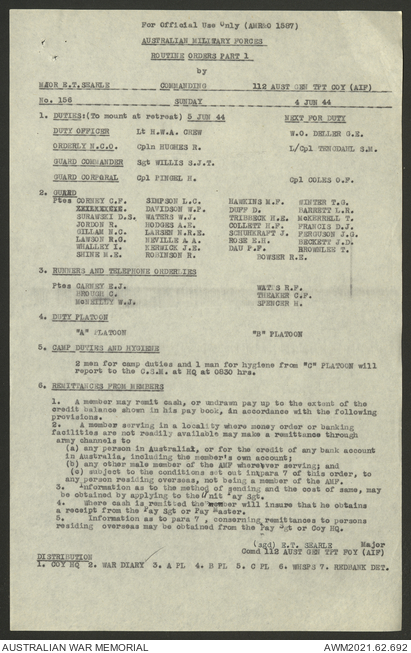 For Official Use Only (AMRGO 1587)
AUSTRALIAN MILITARY FORCES
ROUTINE ORDERS PART 1
by
MAJOR E.T. SEARLE COMMANDING 112 AUST GEN TPT COY (AIF)
No. 156 SUNDAY 4 JUN 44
1. DUTIES:(To mount at retreat) 5 JUN 44 NEXT FOR DUTY
DUTY OFFICER Lt H.W.A. CREW W.O. DELLER G.E.
ORDERLY N.C.O. Cpln HUGHES R. L/Cpl TENGDAHL S.M.
GUARD COMMANDER Sgt WILLIS S.J.T.
GUARD CORPORAL Cpl PINGEL H. Cpl COLES O.F.
2. GUARD
Ptes CORNEY C.F. SIMPSON L.C. HAWKINS M.F. WINTER T.G.
DAVIDSON W.P. DUFF D. BARRETT L.R.
SURAWSKI D.S. WATERS W.J. TRIBBECK H.E. McKERRELL T.
JORDON R. HODGES A.H. COLLETT H.F. FRANCIS D.J.
GILLAM N.C. LARSEN N.R.E. SCHUNKRAFT J. FERGUSON J.G.
LAWSON R.G. NEVILLE A.A. ROSE E.H. BECKETT J.D.
WHALLEY I. KERWICK J.E. DAU P.F. BROWNLEE T.
SHINE M.E. ROBINSON R. BOWSER R.E.
3. RUNNERS AND TELEPHONE ORDERLIES
Ptes CARNEY E.J. WATTS R.F.
BROUGH C. THEAKER C.F.
McNEILLY W.J. SPENCER H.
4. DUTY PLATOON
"A" PLATOON "B" PLATOON
5. CAMP DUTIES AND HYGIENE
2 men for camp duties and 1 man for hygiene from "C" PLATOON will
report to the C.S.M. at HQ at 0830 hrs.
6. REMITTANCES FROM MEMBERS
1. A member may remit cash, or undrawn pay up to the extent of the
credit balance shown in his pay book, in accordance with the following
provisions.
2. A member serving in a locality where money order or banking
facilities are not readily available may make a remittance through
army channels to
(a) any person in Australia, or for the credit of any bank account
in Australia, including the member's own account;
(b) any other male member of the AMF wherever serving; and
(c) subject to the conditions set out in para 7 of this order, to
any person residing overseas, not being a member of the AMF.
3. Information as to the method of sending and the cost of same, may
be obtained by applying to the Unit Pay Sgt.
4. Where cash is remitted the member will insure that he obtains
a receipt from the Pay Sgt or Pay Master.
5. Information as to para 7 , conserning remittances to persons
residing overseas may be obtained from the Pay Sgt or Coy HQ.
(sgd) E.T. SEARLE Major
Comd 112 AUST GEN TPT FOY (AIF)
DISTRIBUTION
1. COY HQ 2. WAR DIARY 3. A PL 4. B PL 5. C PL 6. WKSPS 7. REDBANK DET.
AUSTRALIAN WAR MEMORIAL AWM2021.62.692